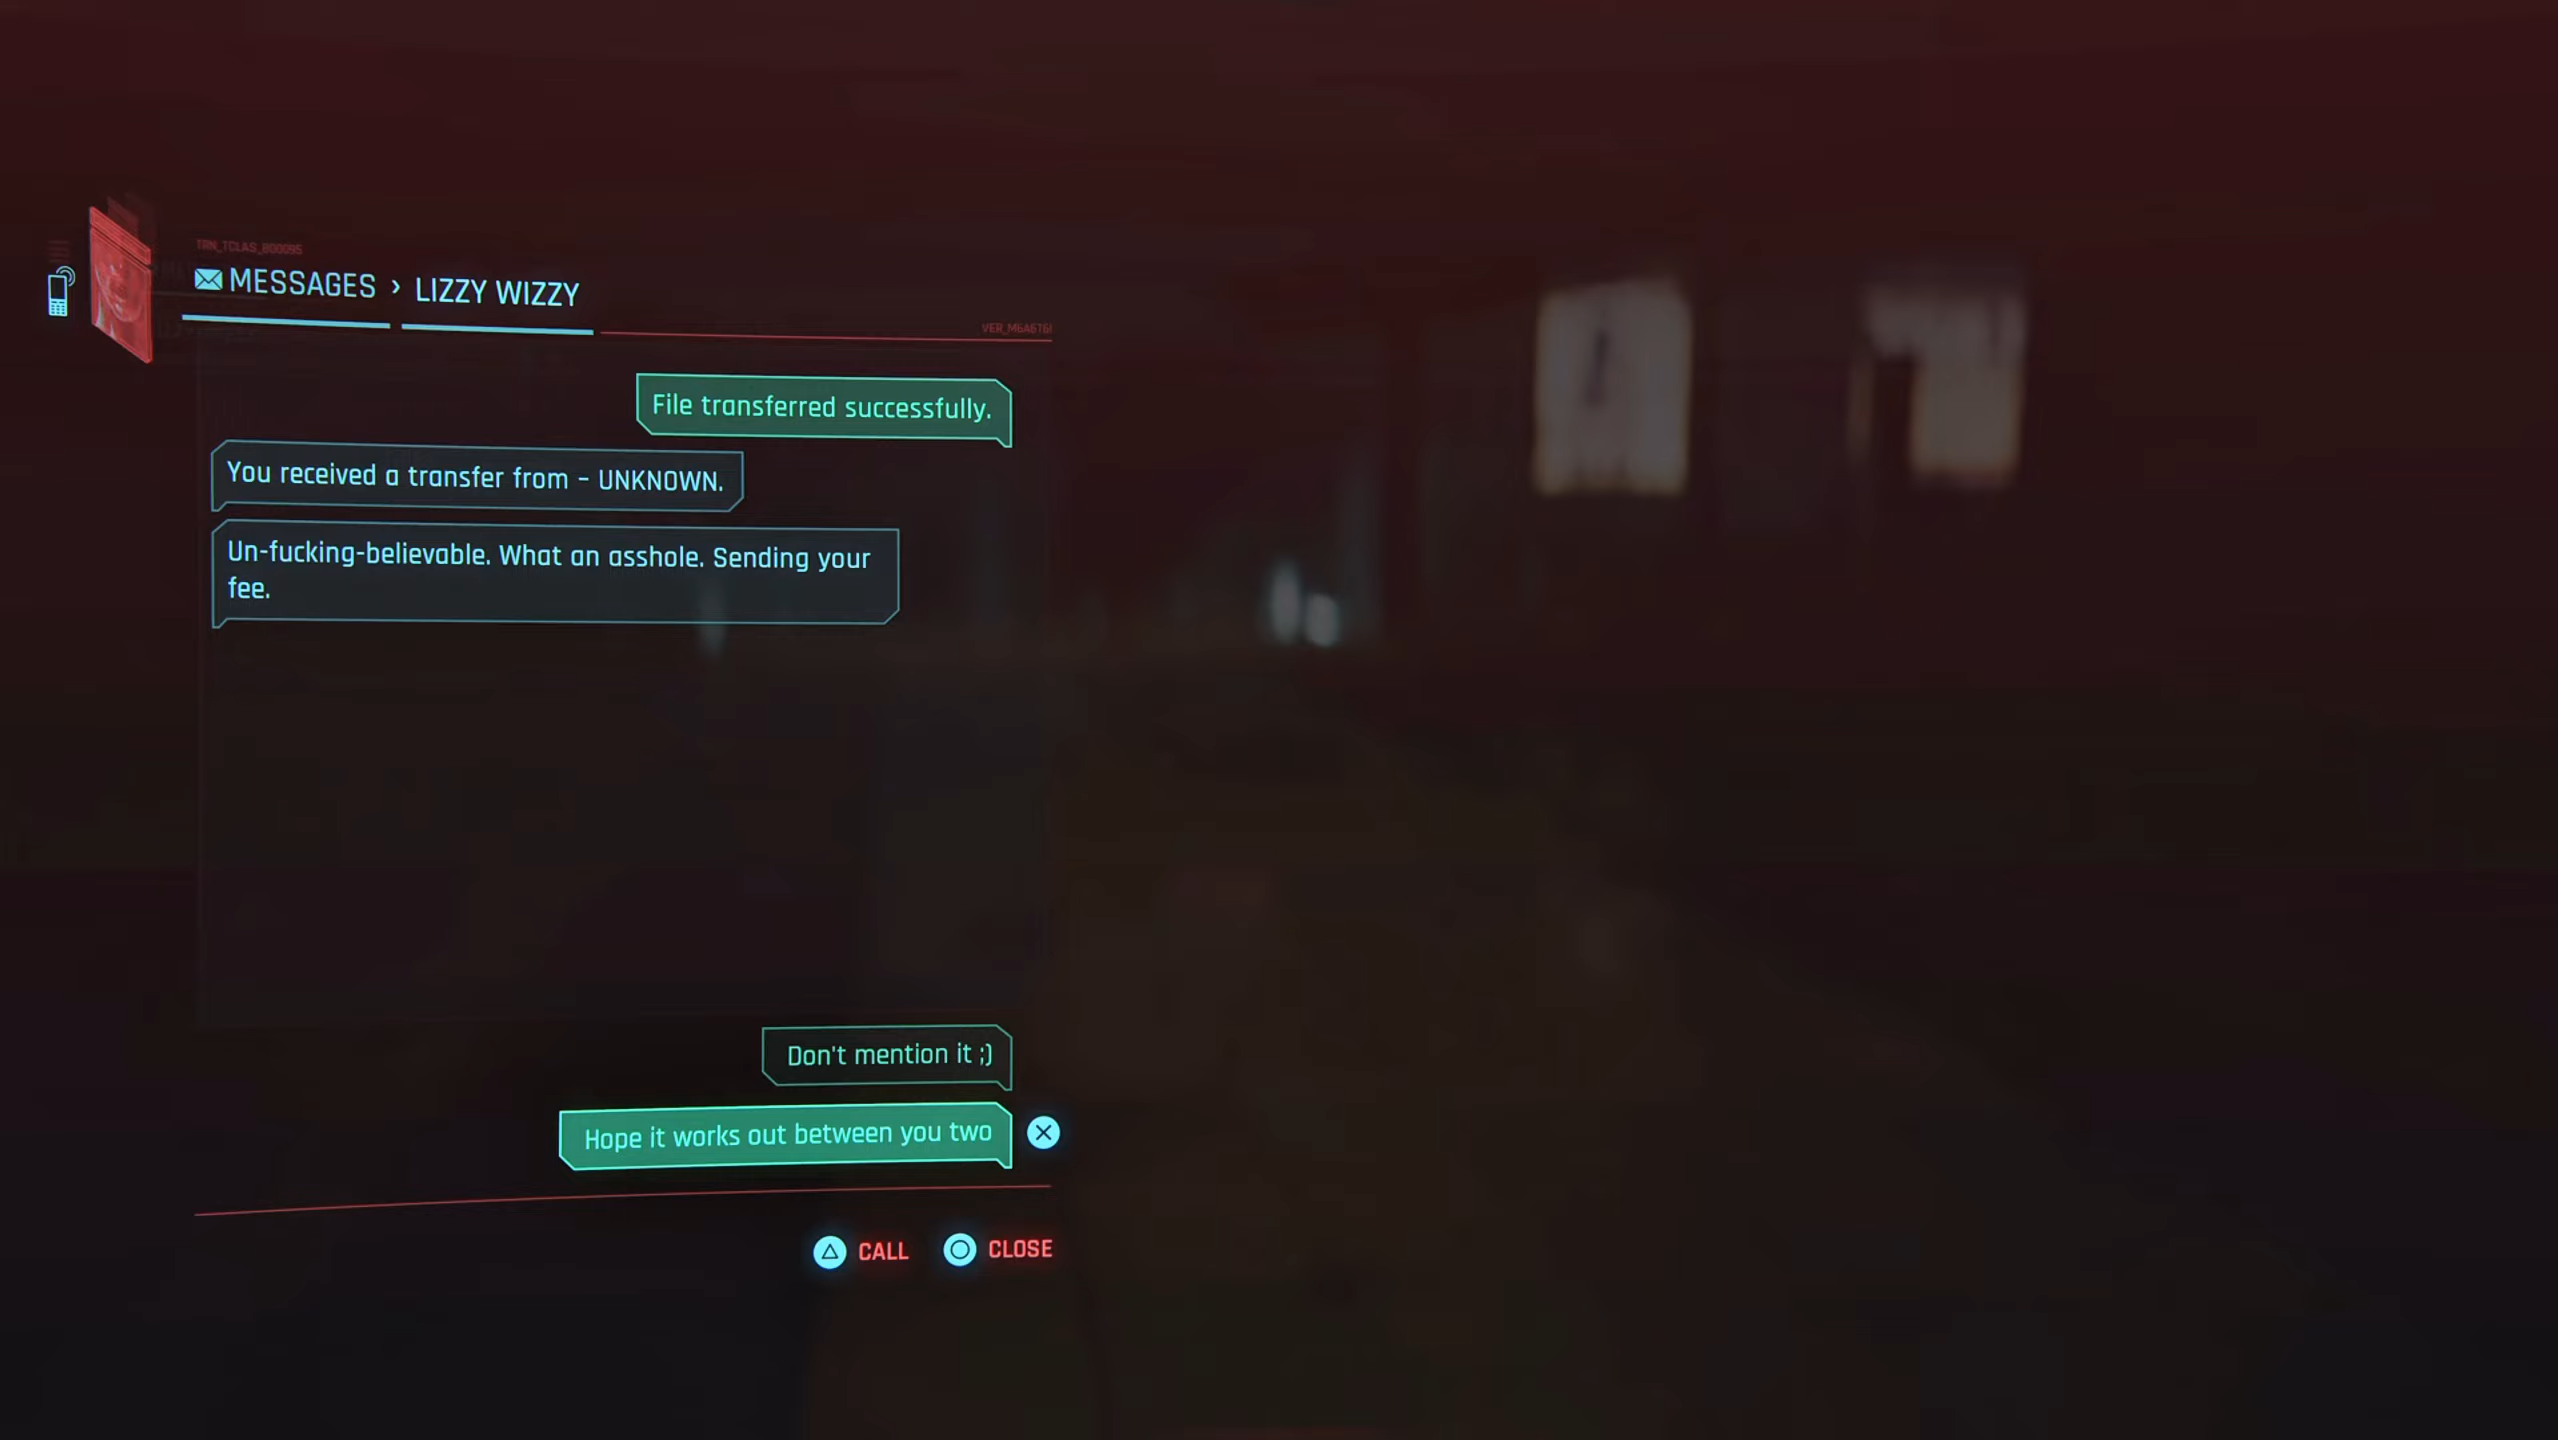 TRN_TCLAS_800095
MESSAGES › LIZZY WIZZY
File transferred successfully.
You received a transfer from – UNKNOWN.
Un-fucking-believable. What an asshole. Sending your
fee.
Don't mention it ;)
Hope it works out between you two
CALL CLOSE